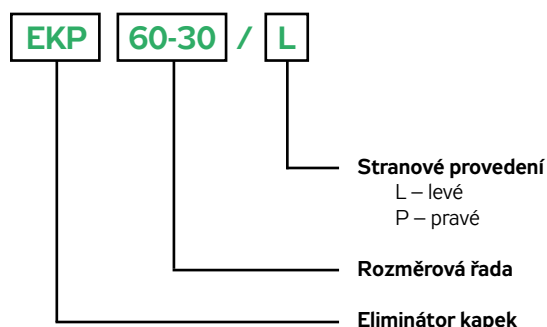 EKP 60-30 / L
Stranové provedení
L – levé
P – pravé
Rozměrová řada
Eliminátor kapek